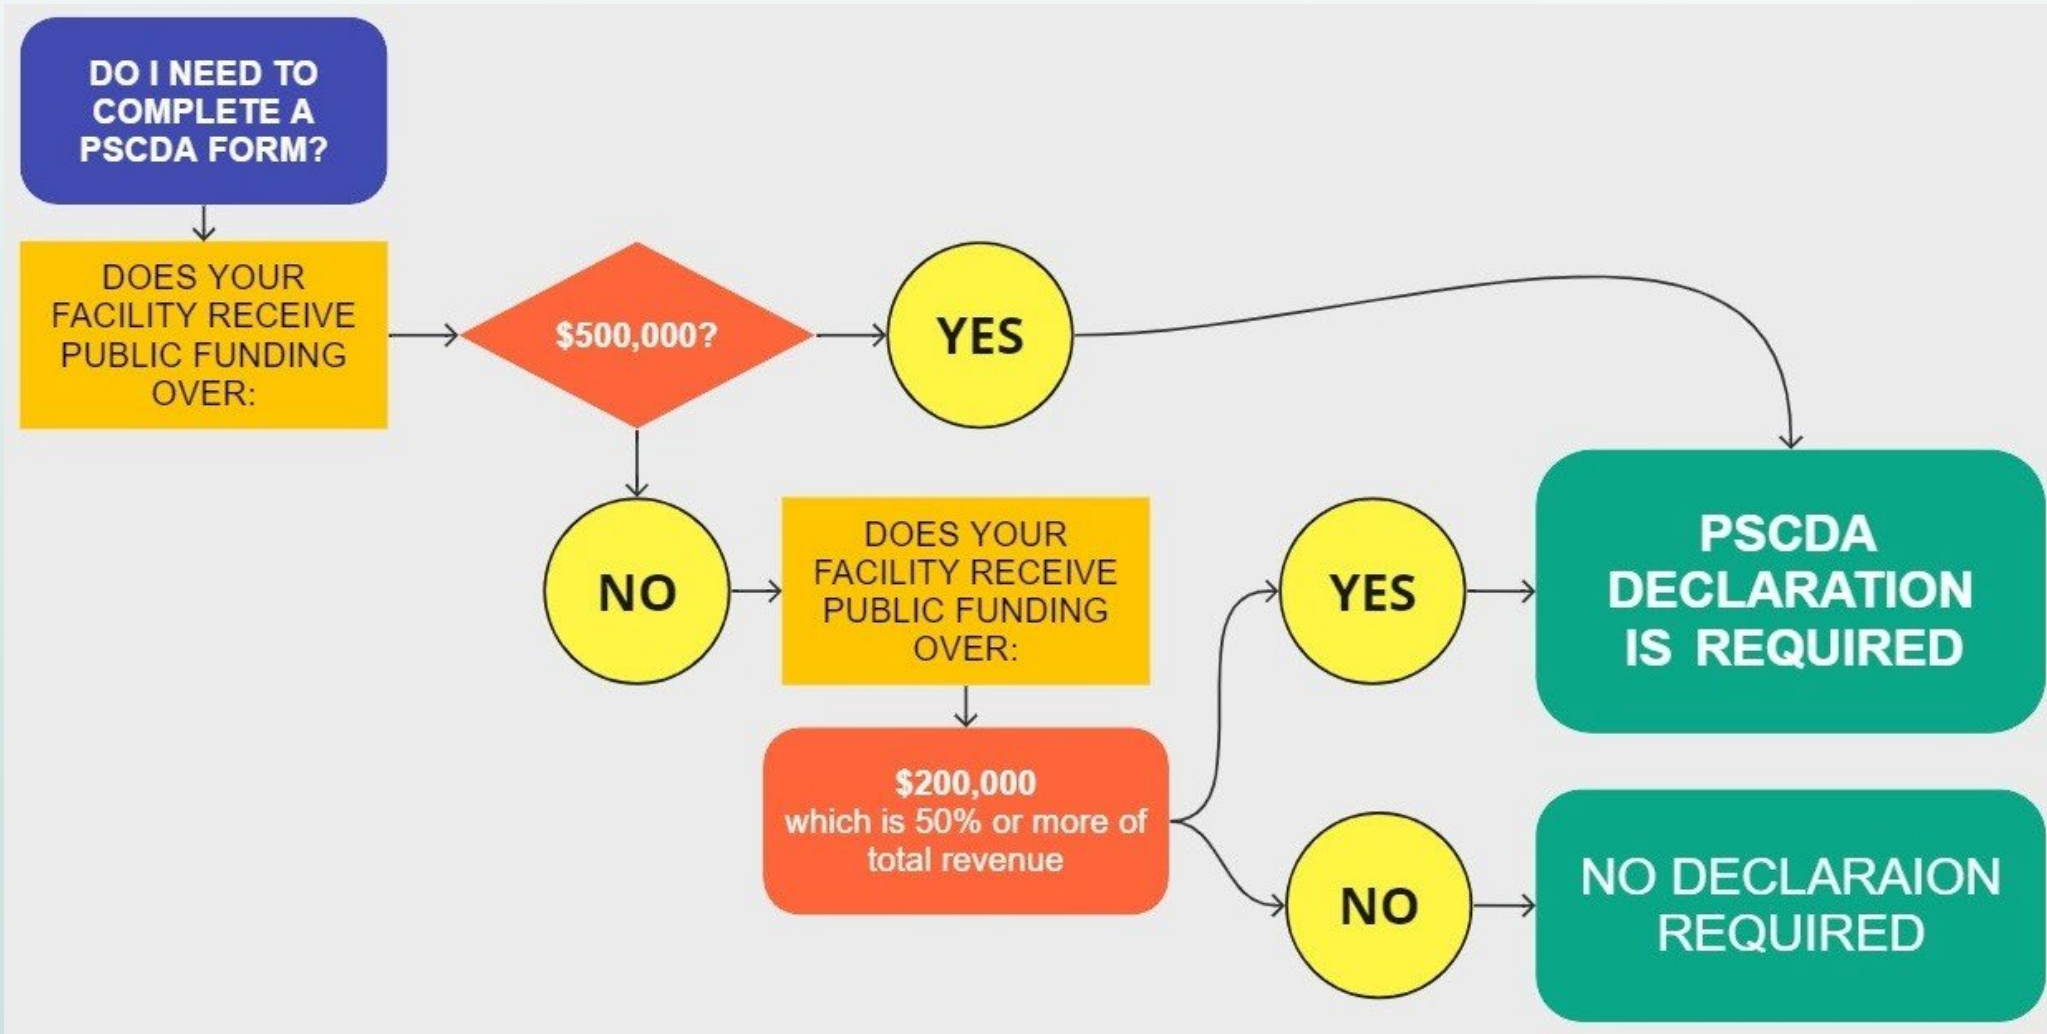 DO I NEED TO
COMPLETE A
PSCDA FORM?
DOES YOUR
FACILITY RECEIVE
PUBLIC FUNDING
OVER:
$500,000?
YES
NO
DOES YOUR
FACILITY RECEIVE
PUBLIC FUNDING
OVER:
$200,000
which is 50% or more of
total revenue
YES
PSCDA
DECLARATION
IS REQUIRED
NO
NO DECLARAION
REQUIRED